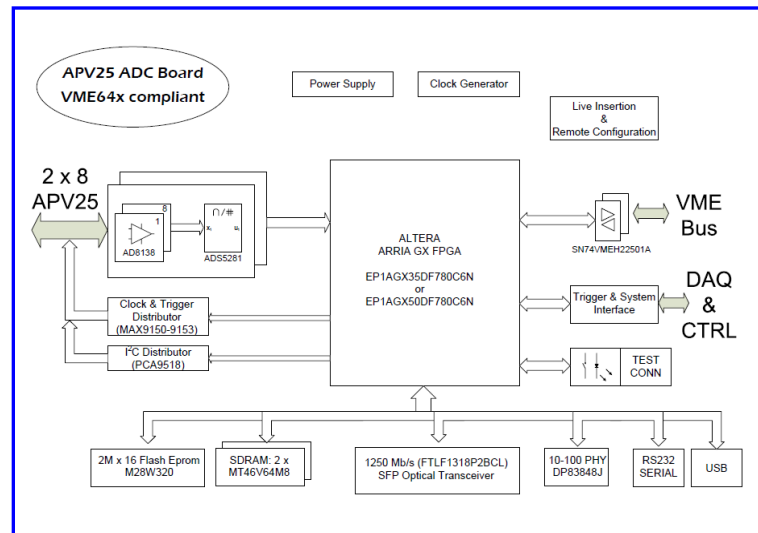 APV25 ADC Board
VME64x compliant
Power Supply
Clock Generator
Live Insertion
&
Remote Configuration
2 x 8
APV25
8
1
AD8138
∩/#
ADS5281
ALTERA
ARRIA GX FPGA
EP1AGX35DF780C6N
or
EP1AGX50DF780C6N
SN74VMEH22501A
VME
Bus
Clock & Trigger
Distributor
(MAX9150-9153)
I²C Distributor
(PCA9518)
Trigger & System
Interface
DAQ
&
CTRL
TEST
CONN
2M x 16 Flash Eprom
M28W320
SDRAM: 2 x
MT46V64M8
1250 Mb/s (FTLF1318P2BCL)
SFP Optical Transceiver
10-100 PHY
DP83848J
RS232
SERIAL
USB